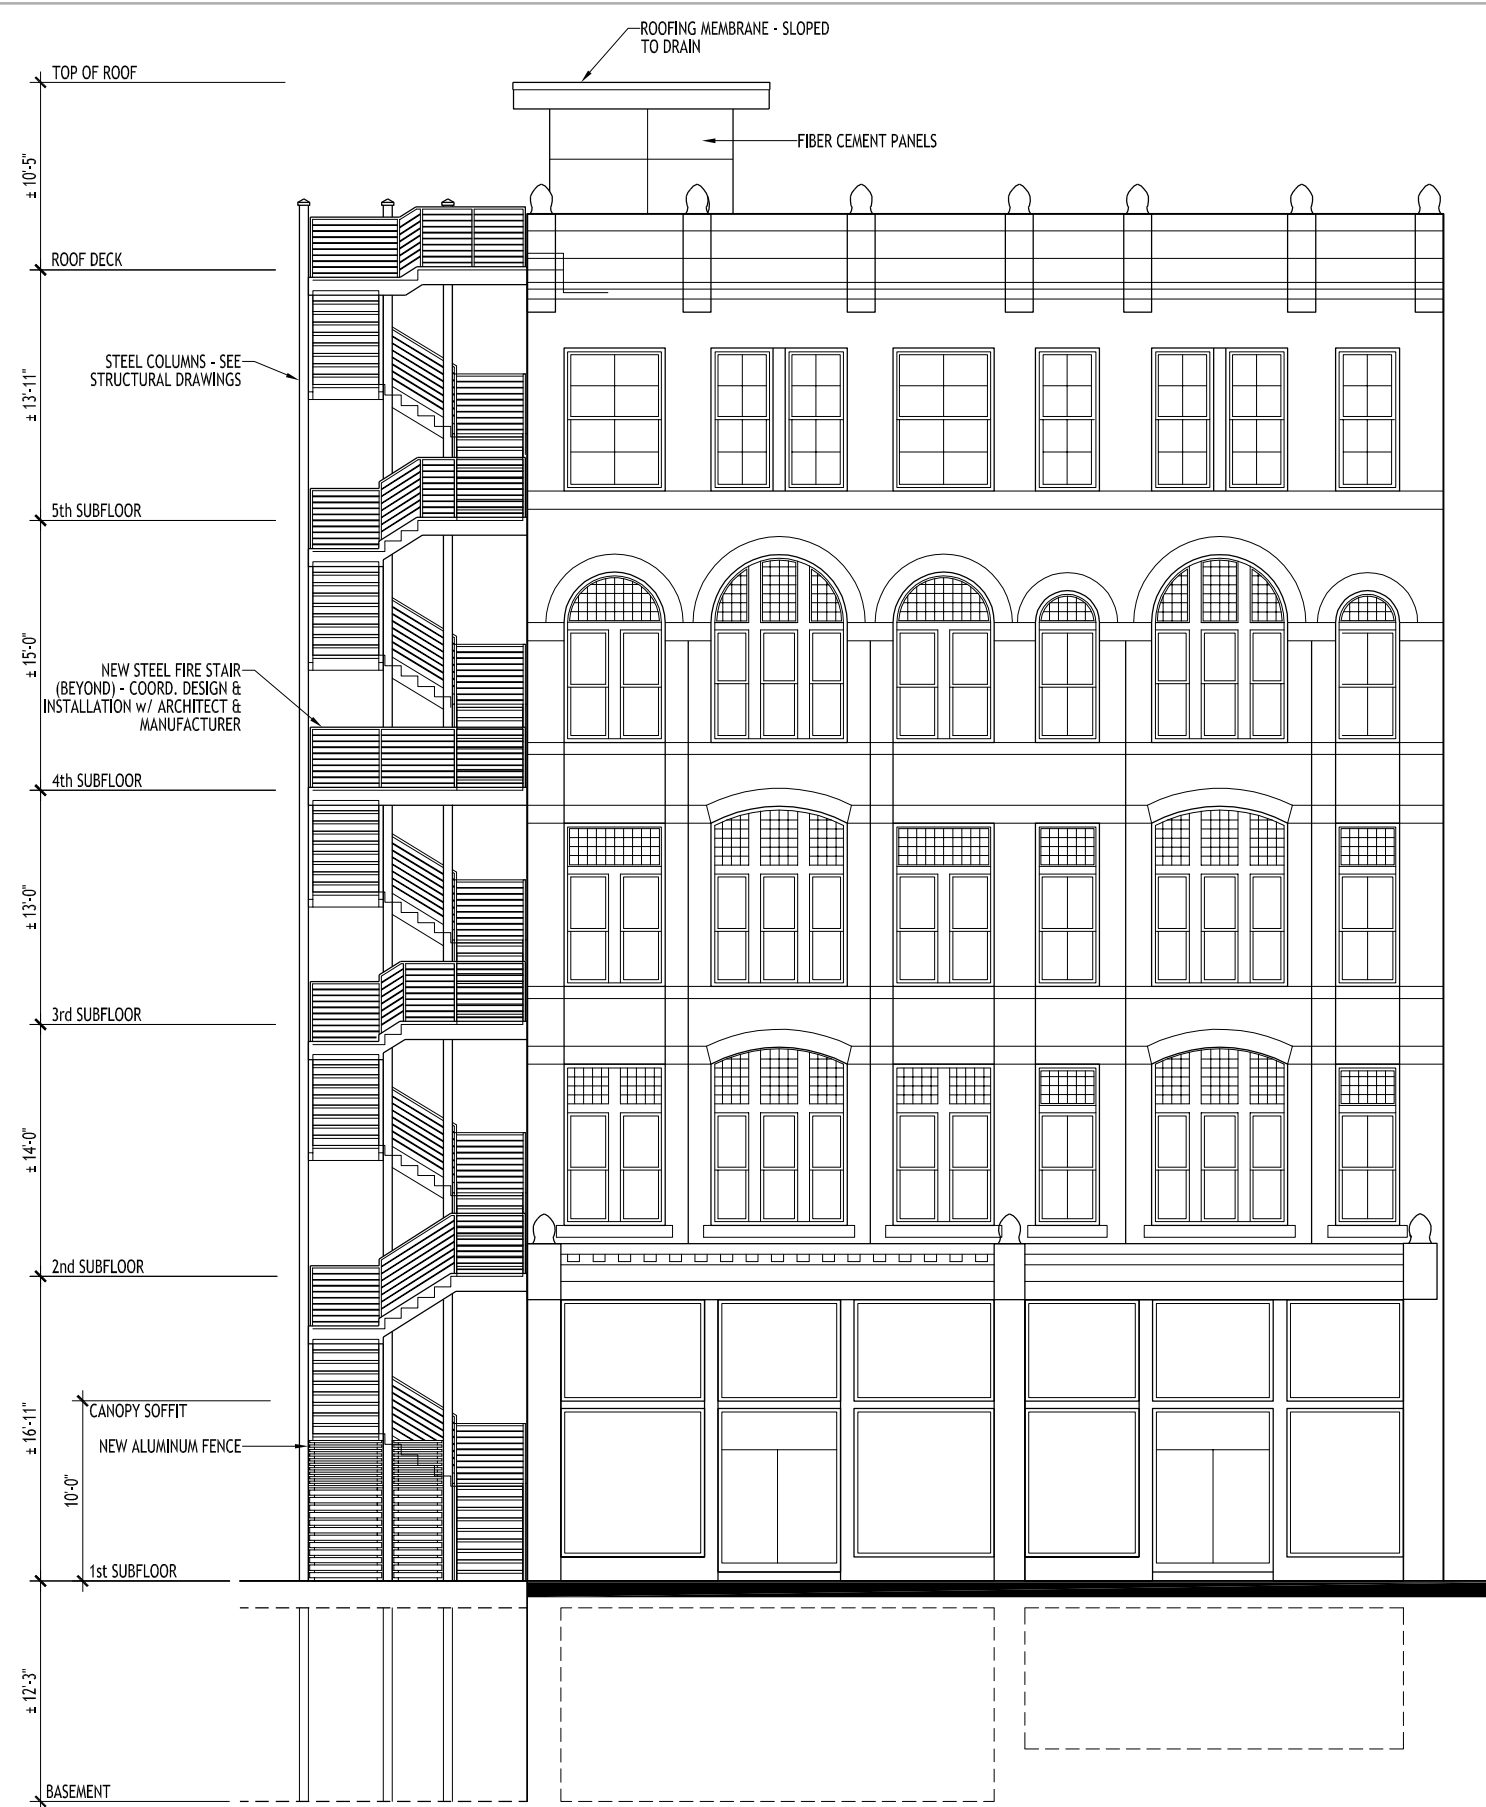 ROOFING MEMBRANE - SLOPED
TO DRAIN
TOP OF ROOF
FIBER CEMENT PANELS
± 10'-5"
ROOF DECK
STEEL COLUMNS - SEE
STRUCTURAL DRAWINGS
± 13'-11"
5th SUBFLOOR
± 15'-0"
NEW STEEL FIRE STAIR
(BEYOND) - COORD. DESIGN &
INSTALLATION w/ ARCHITECT &
MANUFACTURER
4th SUBFLOOR
± 13'-0"
3rd SUBFLOOR
± 14'-0"
2nd SUBFLOOR
CANOPY SOFFIT
± 16'-11"
NEW ALUMINUM FENCE
10'-0"
1st SUBFLOOR
± 12'-3"
BASEMENT